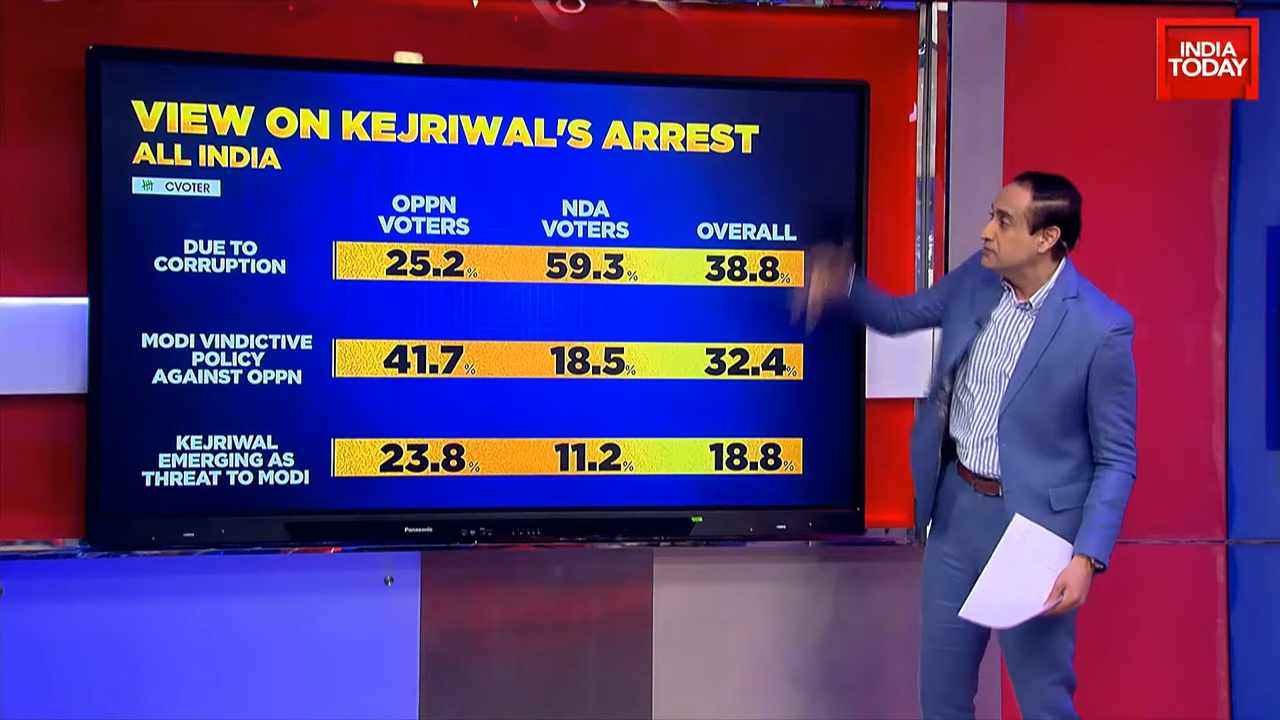 INDIA
TODAY
VIEW ON KEJRIWAL'S ARREST
ALL INDIA
CVOTER
OPPN
VOTERS
NDA
VOTERS
OVERALL
DUE TO
CORRUPTION
25.2% 59.3% 38.8%
MODI VINDICTIVE
POLICY
AGAINST OPPN
41.7% 18.5% 32.4%
KEJRIWAL
EMERGING AS
THREAT TO MODI
23.8% 11.2% 18.8%
Panasonic